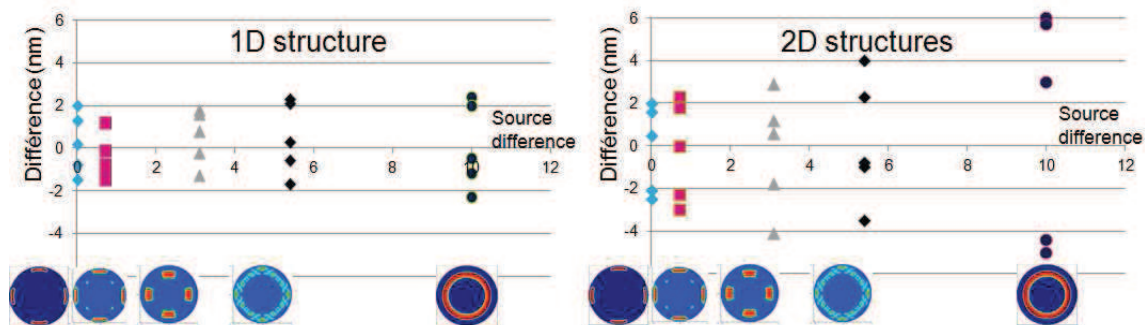 1D structure
Différence (nm)
6
4
2
0
-2
-4
0 2 4 6 8 10 12
Source
difference
2D structures
Différence (nm)
6
4
2
0
-2
-4
0 2 4 6 8 10 12
Source
difference